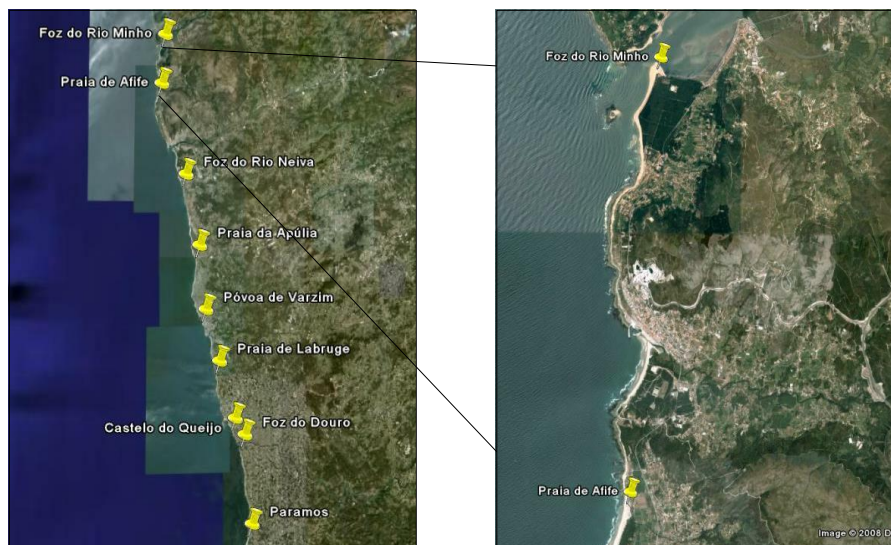 Foz do Rio Minho
Praia de Afife
Foz do Rio Neiva
Praia da Apúlia
Póvoa de Varzim
Praia de Labruge
Castelo do Queijo
Foz do Douro
Paramos
Foz do Rio Minho
Praia de Afife
Image © 2008 D